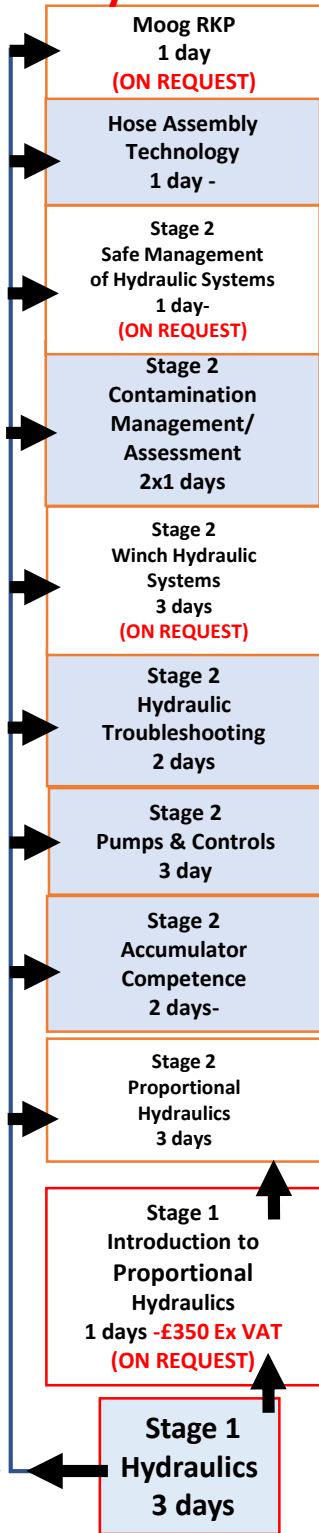 Moog RKP
1 day
(ON REQUEST)
Hose Assembly
Technology
1 day -
Stage 2
Safe Management
of Hydraulic Systems
1 day-
(ON REQUEST)
Stage 2
Contamination
Management/
Assessment
2x1 days
Stage 2
Winch Hydraulic
Systems
3 days
(ON REQUEST)
Stage 2
Hydraulic
Troubleshooting
2 days
Stage 2
Pumps & Controls
3 day
Stage 2
Accumulator
Competence
2 days-
Stage 2
Proportional
Hydraulics
3 days
Stage 1
Introduction to
Proportional
Hydraulics
1 days -£350 Ex VAT
(ON REQUEST)
Stage 1
Hydraulics
3 days